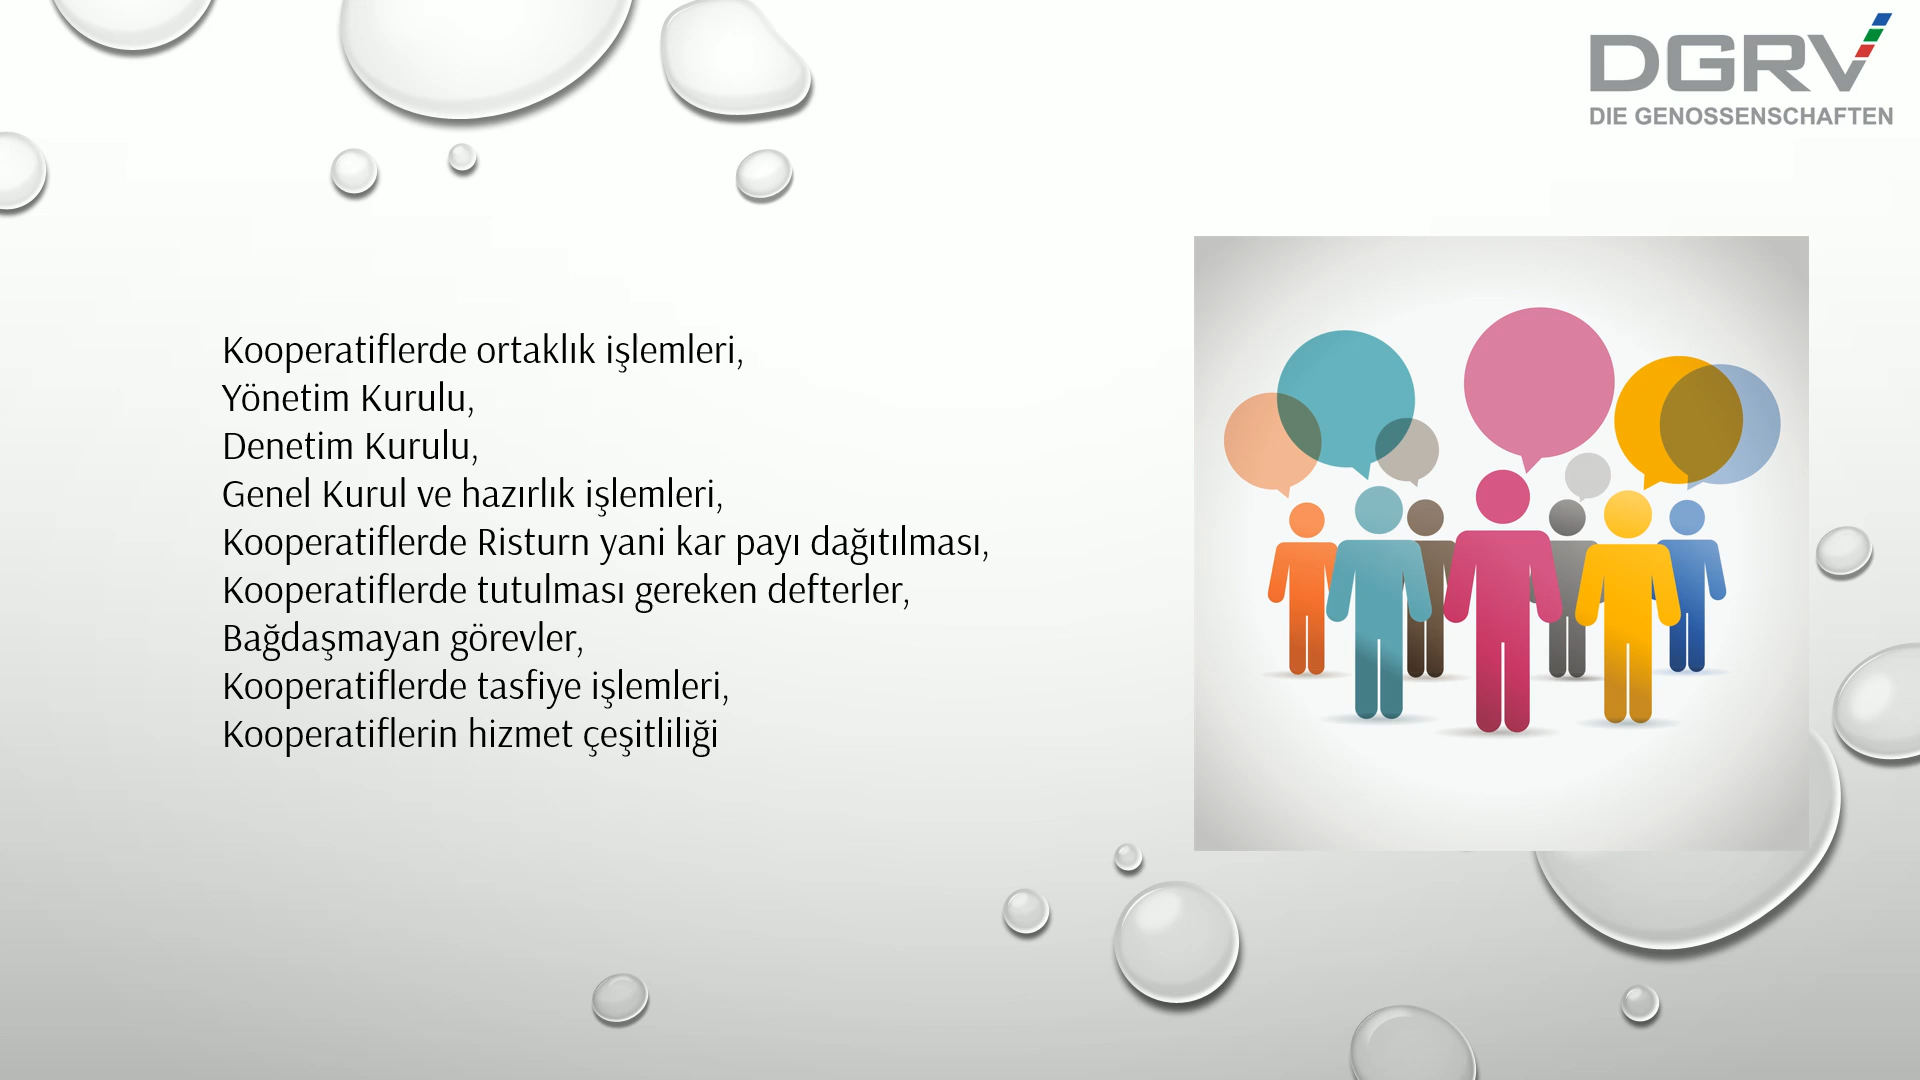 DGRV
DIE GENOSSENSCHAFTEN
Kooperatiflerde ortaklık işlemleri,
Yönetim Kurulu,
Denetim Kurulu,
Genel Kurul ve hazırlık işlemleri,
Kooperatiflerde Risturn yani kar payı dağıtılması,
Kooperatiflerde tutulması gereken defterler,
Bağdaşmayan görevler,
Kooperatiflerde tasfiye işlemleri,
Kooperatiflerin hizmet çeşitliliği